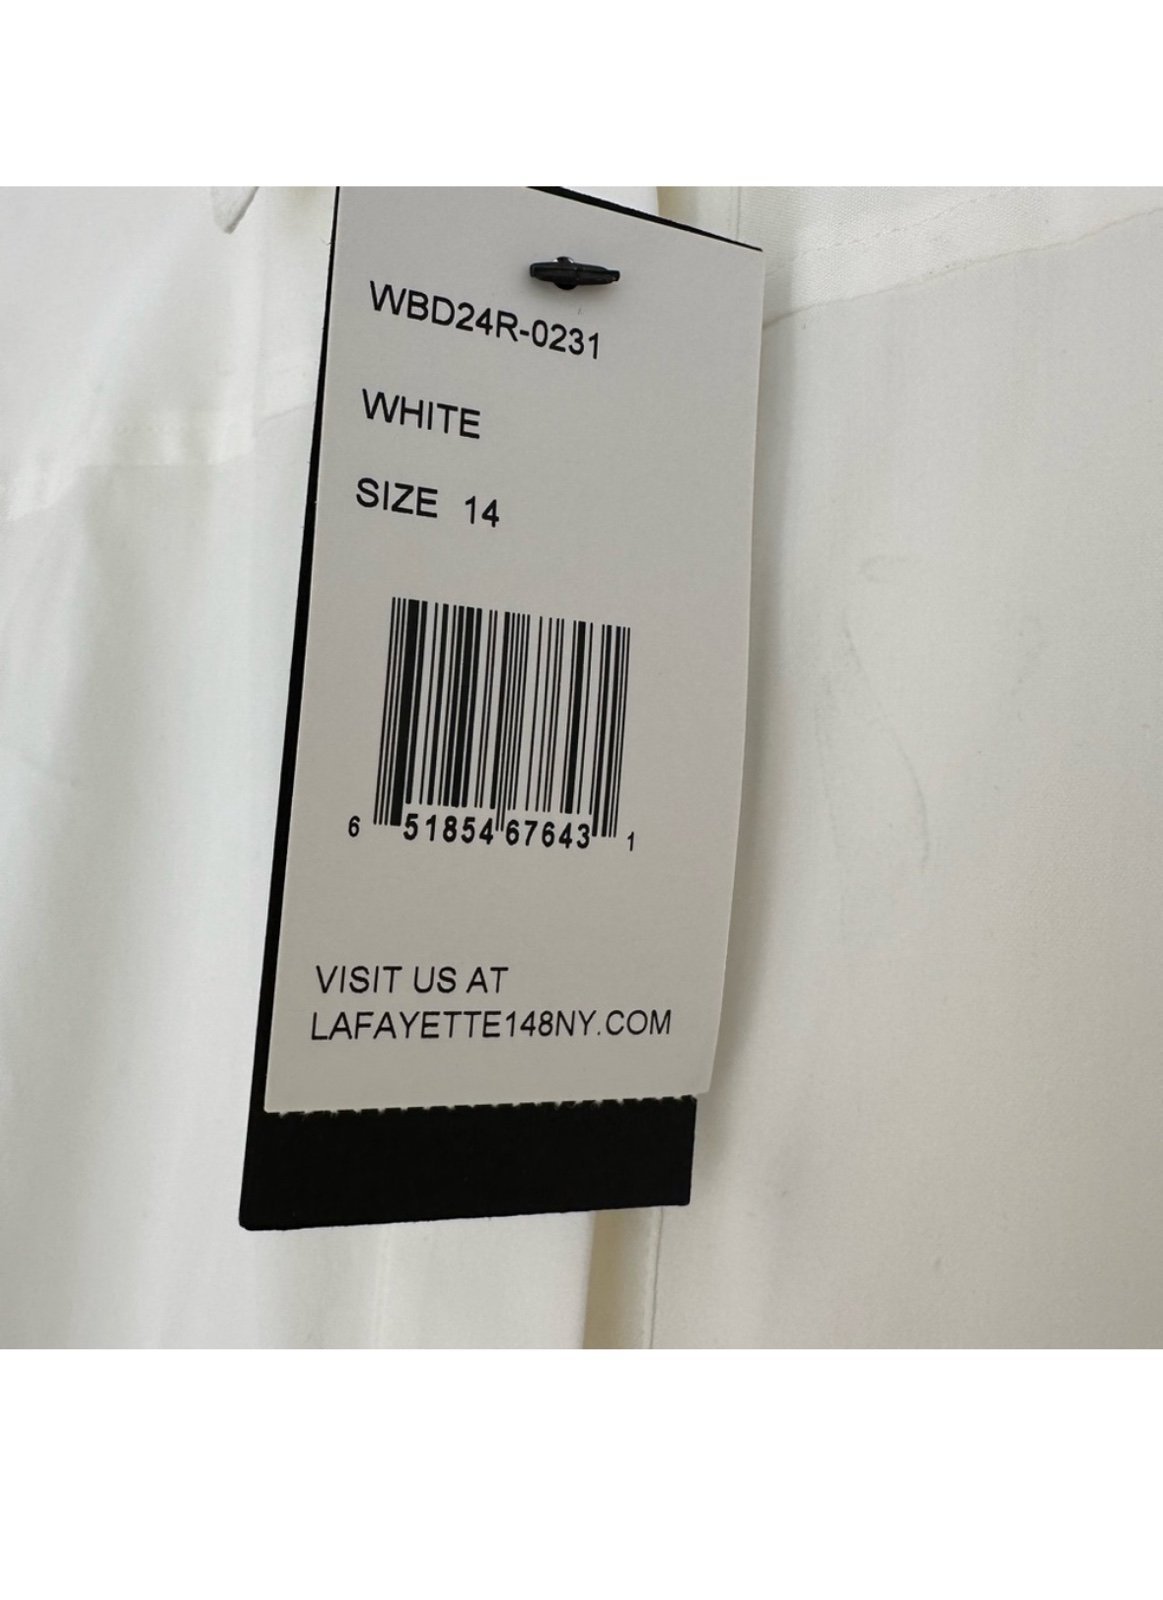 WBD24R-0231
WHITE
SIZE 14
6 51854 67643 1
VISIT US AT
LAFAYETTE148NY.COM